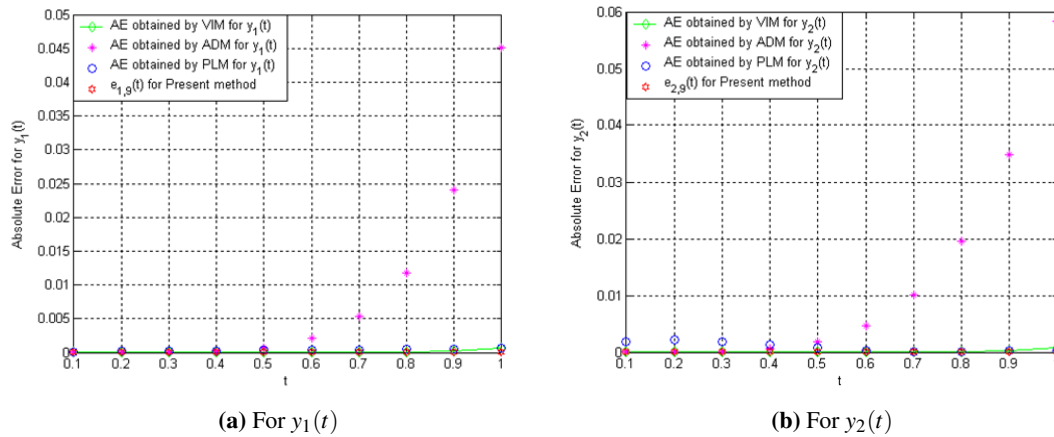 AE obtained by VIM for y1(t)
AE obtained by ADM for y1(t)
AE obtained by PLM for y1(t)
e1,9(t) for Present method
0.05
0.045
0.04
0.035
0.03
0.025
0.02
0.015
0.01
0.005
0
Absolute Error for y1(t)
0.1 0.2 0.3 0.4 0.5 0.6 0.7 0.8 0.9 1
t
(a) For y1(t)
AE obtained by VIM for y2(t)
AE obtained by ADM for y2(t)
AE obtained by PLM for y2(t)
e2,9(t) for Present method
0.06
0.05
0.04
0.03
0.02
0.01
0
Absolute Error for y2(t)
0.1 0.2 0.3 0.4 0.5 0.6 0.7 0.8 0.9
t
(b) For y2(t)